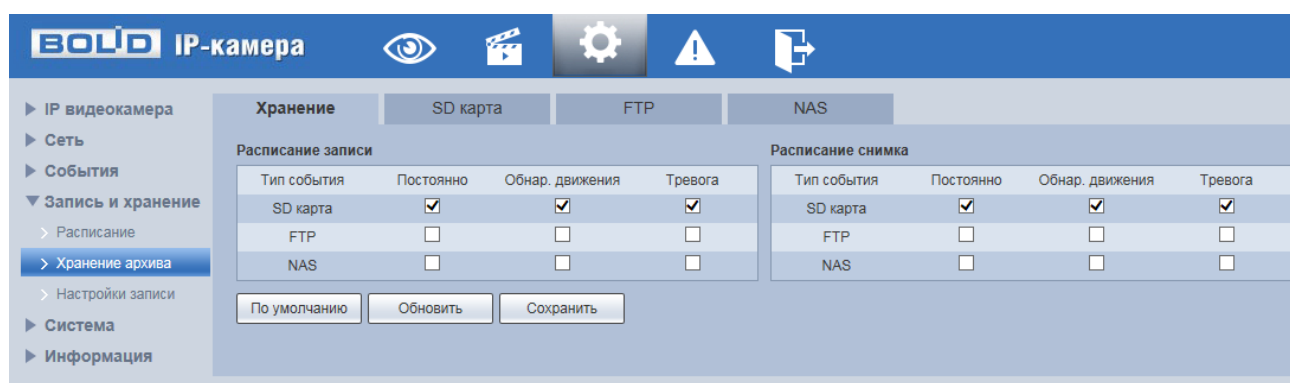 BOLID IP-камера
IP видеокамера
Сеть
События
Запись и хранение
Расписание
Хранение архива
Настройки записи
Система
Информация
Хранение SD карта FTP NAS
Расписание записи
Тип события Постоянно Обнар. движения Тревога
SD карта
FTP
NAS
Расписание снимка
Тип события Постоянно Обнар. движения Тревога
SD карта
FTP
NAS
По умолчанию Обновить Сохранить